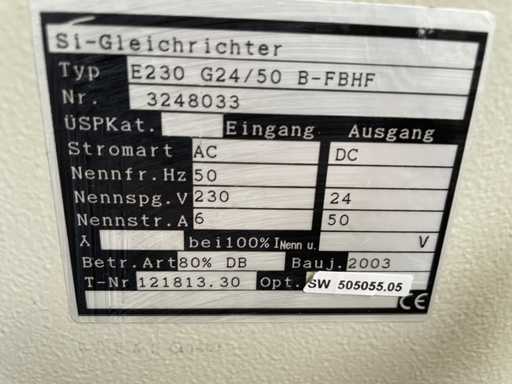 Si-Gleichrichter
Typ E230 G24/50 B-FBHF
Nr. 3248033
ÜSPKat. Eingang Ausgang
Stromart AC DC
Nennfr.Hz 50
Nennspg.V 230 24
Nennstr.A 6 50
bei100%INenn u. V
Betr.Art 80% DB Bauj. 2003
T-Nr 121813.30 Opt. SW 505055.05
CE